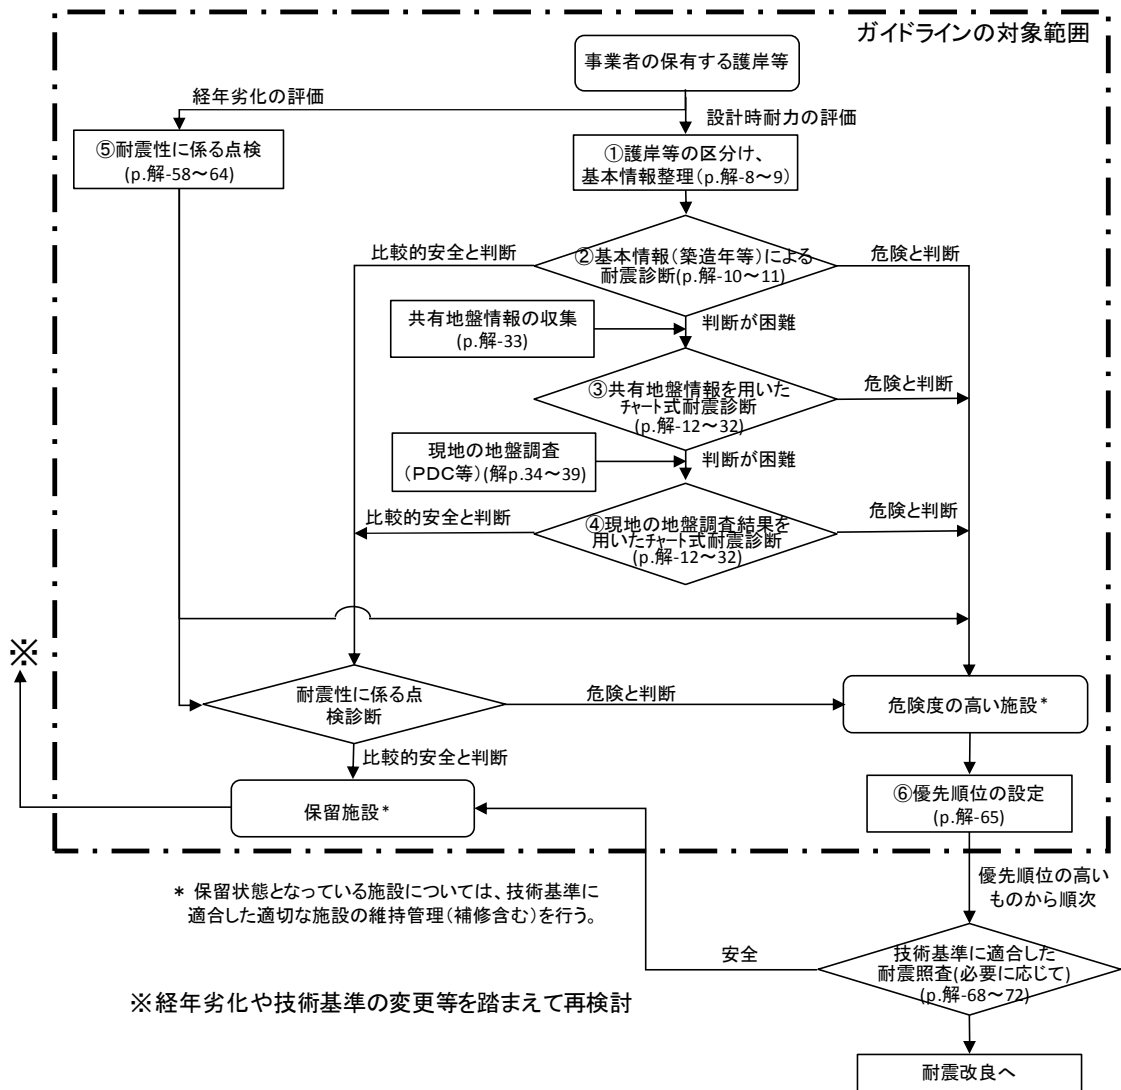 ガイドラインの対象範囲
事業者の保有する護岸等
経年劣化の評価
設計時耐力の評価
⑤耐震性に係る点検
(p.解-58～64)
①護岸等の区分け、
基本情報整理(p.解-8～9)
比較的安全と判断
②基本情報(築造年等)による
耐震診断(p.解-10～11)
危険と判断
共有地盤情報の収集
(p.解-33)
判断が困難
③共有地盤情報を用いた
ﾁｬｰﾄ式耐震診断
(p.解-12～32)
危険と判断
現地の地盤調査
(ＰＤＣ等)(解p.34～39)
判断が困難
比較的安全と判断
④現地の地盤調査結果を
用いたﾁｬｰﾄ式耐震診断
(p.解-12～32)
危険と判断
※
耐震性に係る点
検診断
危険と判断
危険度の高い施設*
比較的安全と判断
保留施設*
⑥優先順位の設定
(p.解-65)
* 保留状態となっている施設については、技術基準に
適合した適切な施設の維持管理(補修含む)を行う。
優先順位の高い
ものから順次
安全
技術基準に適合した
耐震照査(必要に応じて)
(p.解-68～72)
※経年劣化や技術基準の変更等を踏まえて再検討
耐震改良へ